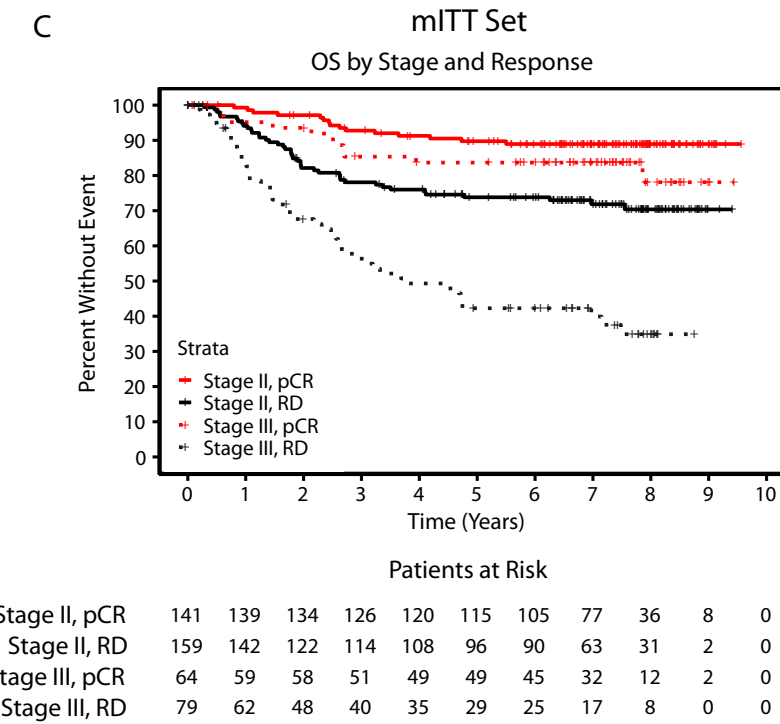 C
mITT Set
OS by Stage and Response
Percent Without Event
100
90
80
70
60
50
40
30
20
10
0
Strata
Stage II, pCR
Stage II, RD
Stage III, pCR
Stage III, RD
0 1 2 3 4 5 6 7 8 9 10
Time (Years)
Patients at Risk
Stage II, pCR 141 139 134 126 120 115 105 77 36 8 0
Stage II, RD 159 142 122 114 108 96 90 63 31 2 0
tage III, pCR 64 59 58 51 49 49 45 32 12 2 0
Stage III, RD 79 62 48 40 35 29 25 17 8 0 0